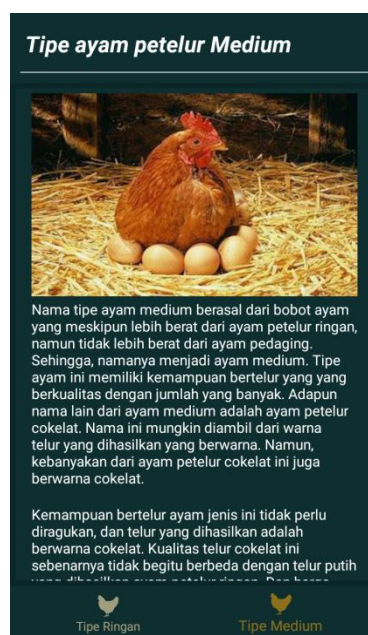 Tipe ayam petelur Medium
Nama tipe ayam medium berasal dari bobot ayam
yang meskipun lebih berat dari ayam petelur ringan,
namun tidak lebih berat dari ayam pedaging.
Sehingga, namanya menjadi ayam medium. Tipe
ayam ini memiliki kemampuan bertelur yang yang
berkualitas dengan jumlah yang banyak. Adapun
nama lain dari ayam medium adalah ayam petelur
cokelat. Nama ini mungkin diambil dari warna
telur yang dihasilkan yang berwarna. Namun,
kebanyakan dari ayam petelur cokelat ini juga
berwarna cokelat.
Kemampuan bertelur ayam jenis ini tidak perlu
diragukan, dan telur yang dihasilkan adalah
berwarna cokelat. Kualitas telur cokelat ini
sebenarnya tidak begitu berbeda dengan telur putih
Tipe Ringan
Tipe Medium